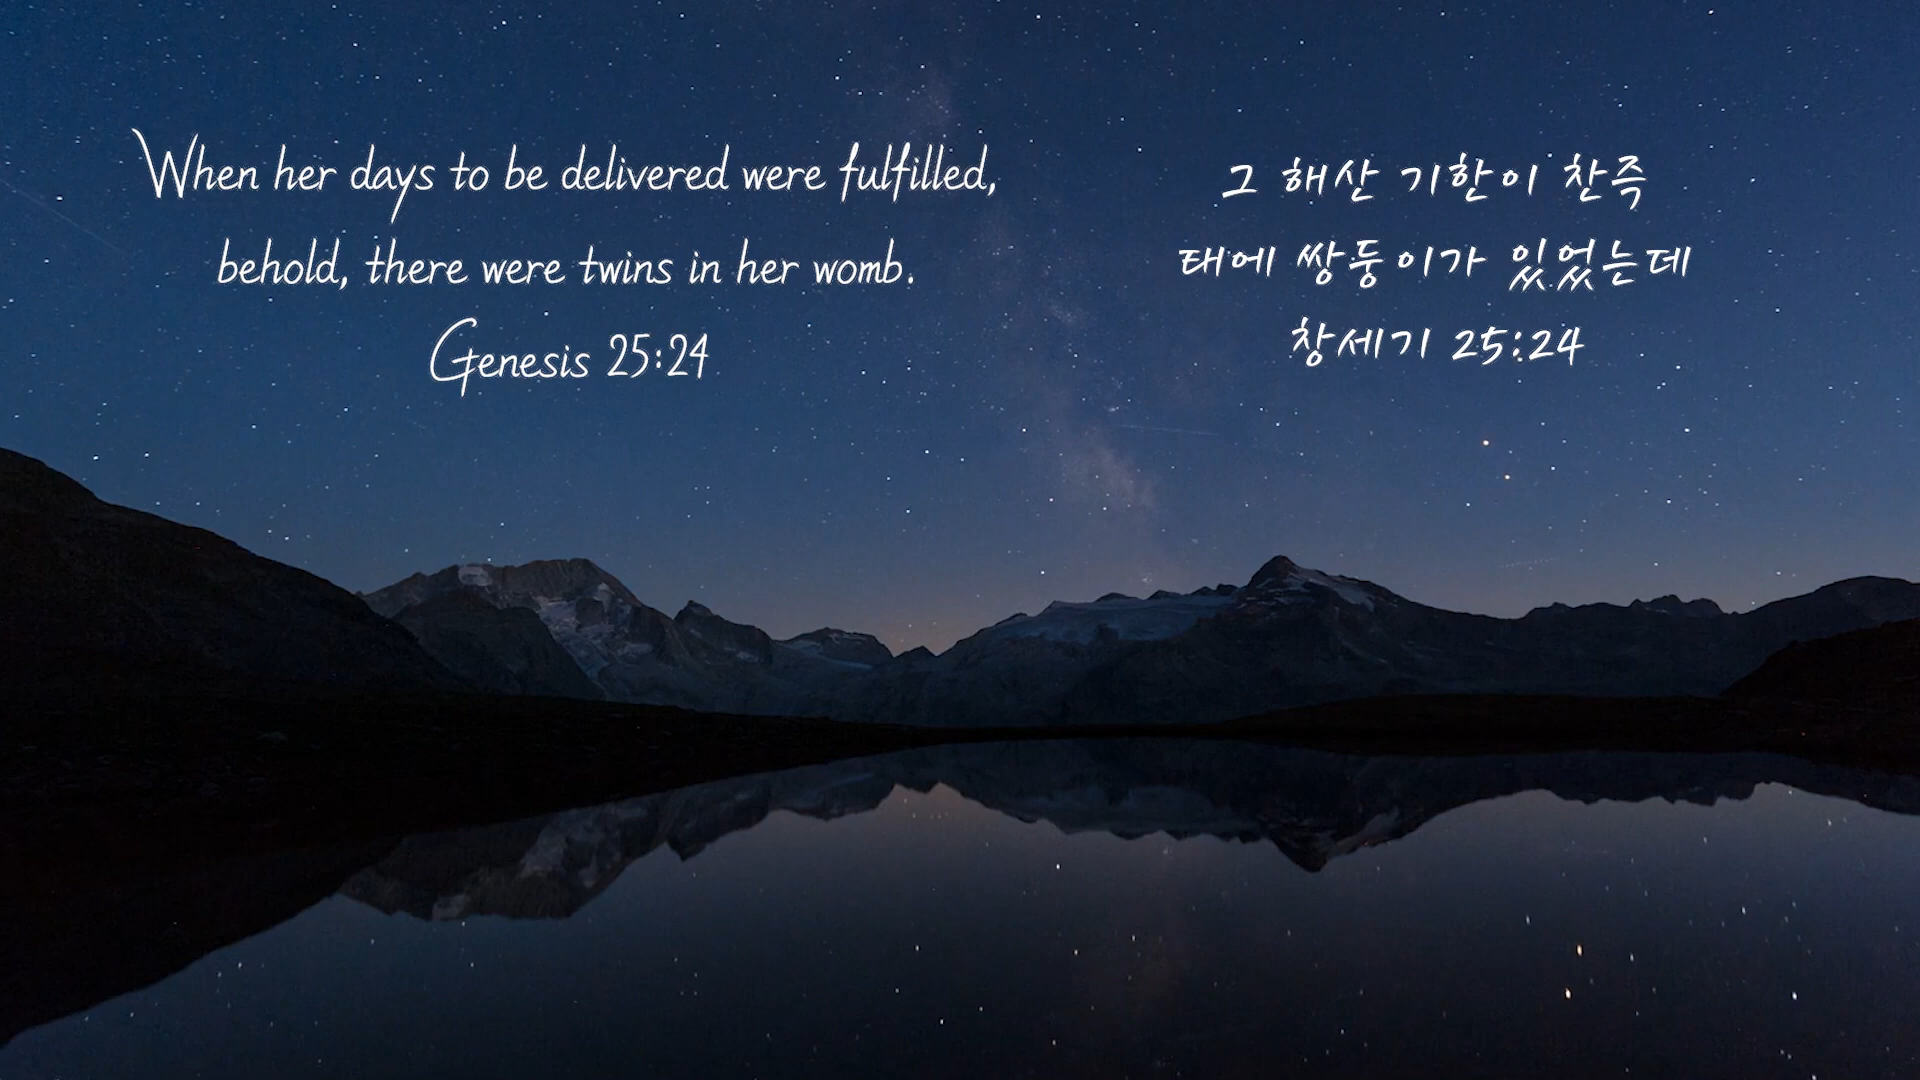 When her days to be delivered were fulfilled,
behold, there were twins in her womb.
Genesis 25:24
그 해산 기한이 찬즉
태에 쌍둥이가 있었는데
창세기 25:24